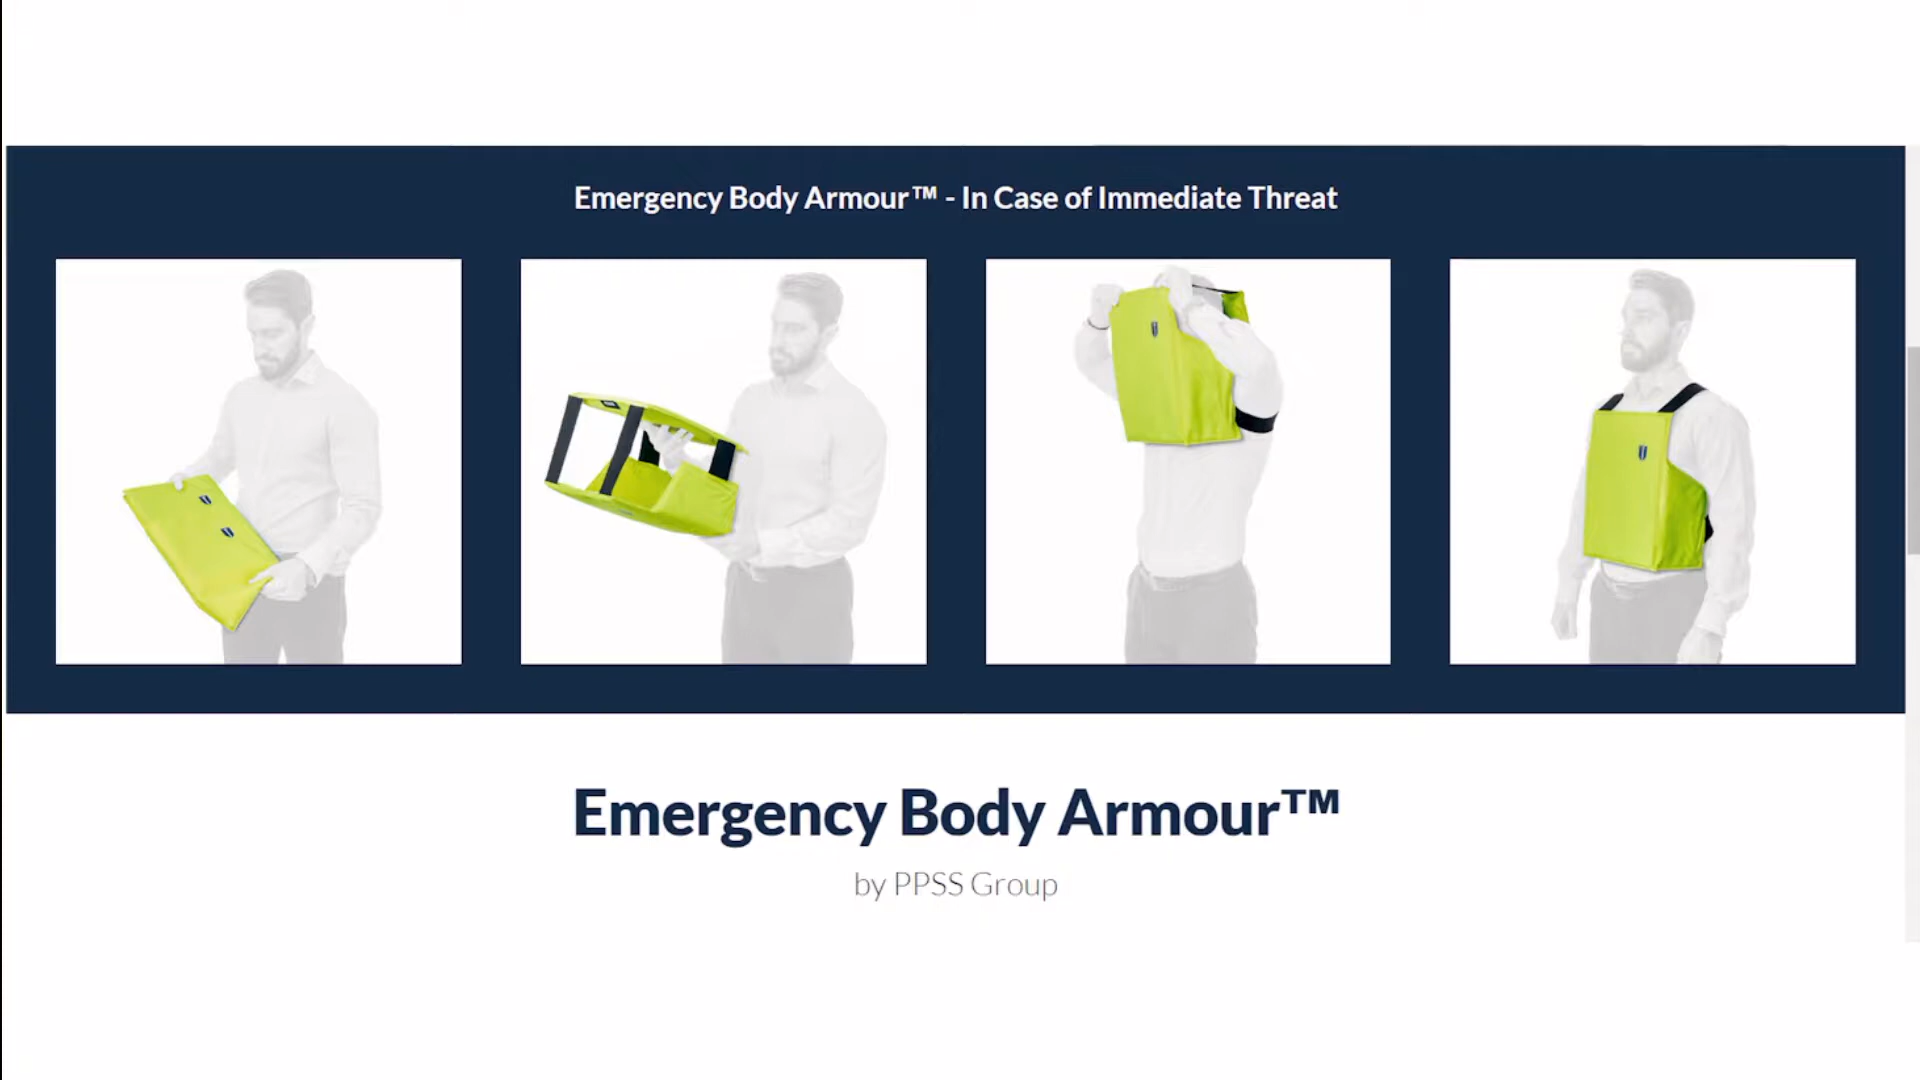 Emergency Body Armour™ - In Case of Immediate Threat
Emergency Body Armour™
by PPSS Group